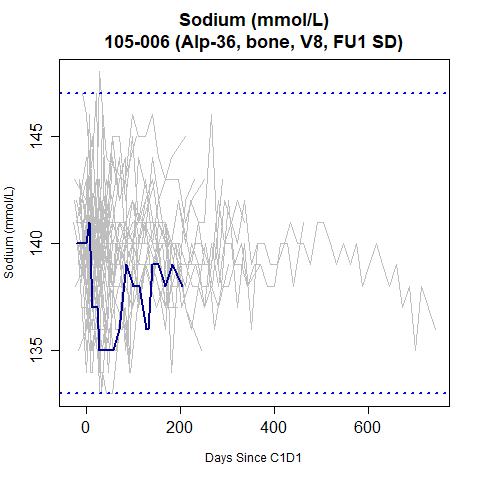 Sodium (mmol/L)
105-006 (Alp-36, bone, V8, FU1 SD)
Sodium (mmol/L)
145
140
135
0 200 400 600
Days Since C1D1